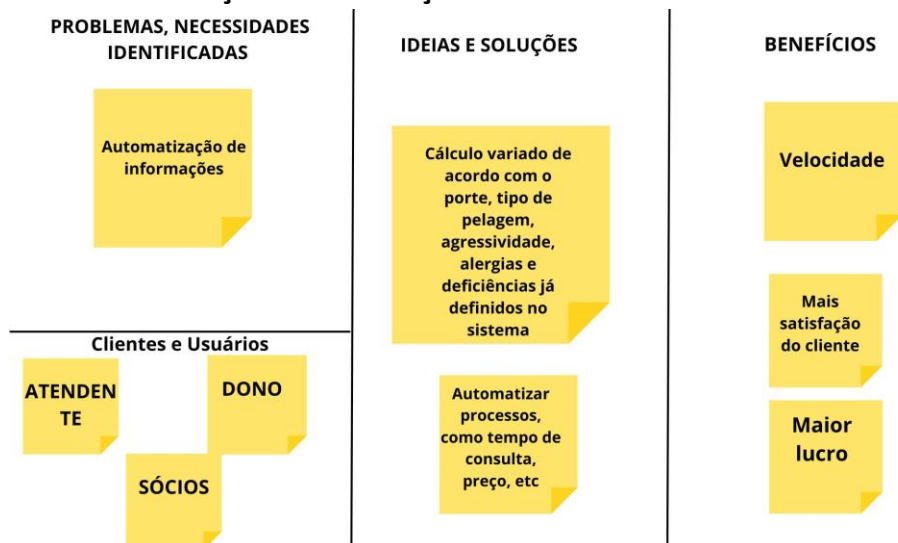 PROBLEMAS, NECESSIDADES
IDENTIFICADAS
Automatização de
informações
Clientes e Usuários
ATENDEN
TE
DONO
SÓCIOS
IDEIAS E SOLUÇÕES
Cálculo variado de
acordo com o
porte, tipo de
pelagem,
agressividade,
alergias e
deficiências já
definidos no
sistema
Automatizar
processos,
como tempo de
consulta,
preço, etc
BENEFÍCIOS
Velocidade
Mais
satisfação
do cliente
Maior
lucro